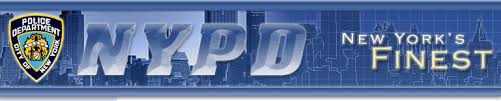 POLICE
DEPARTMENT
CITY OF
NEW YORK
NYPD
NEW YORK'S
FINEST